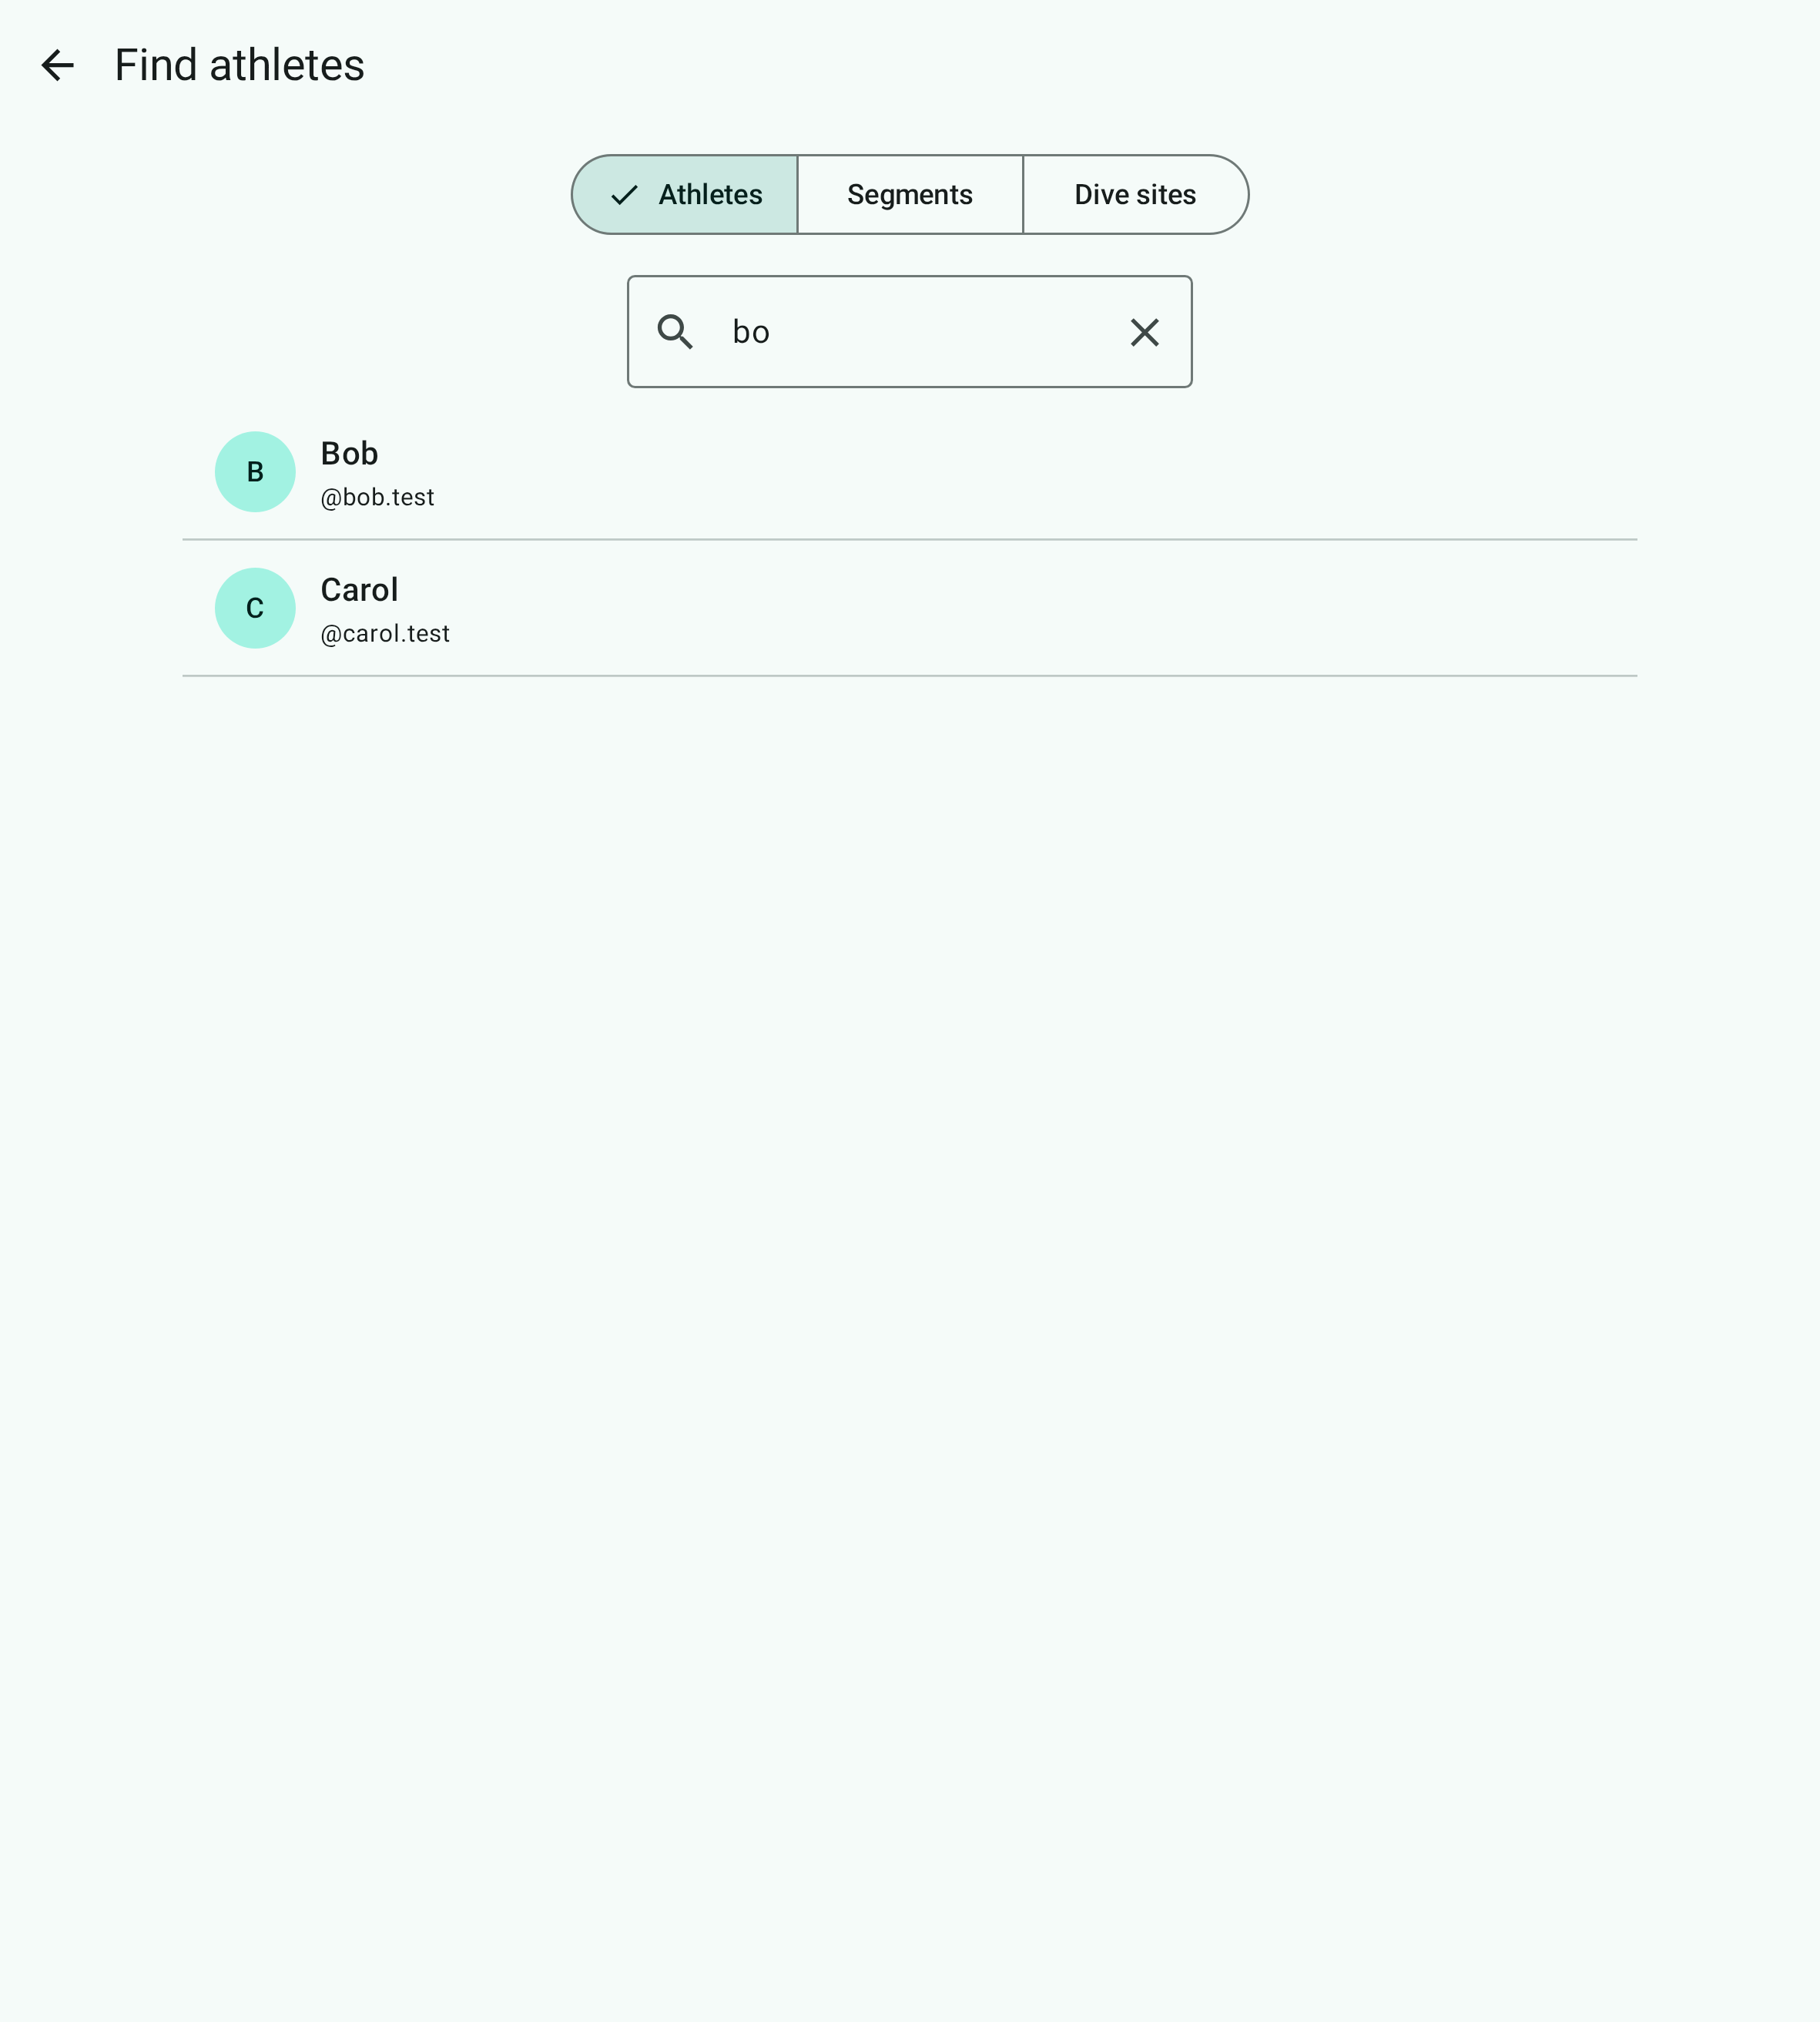 Find athletes
Athletes
Segments
Dive sites
bo
B
Bob
@bob.test
C
Carol
@carol.test